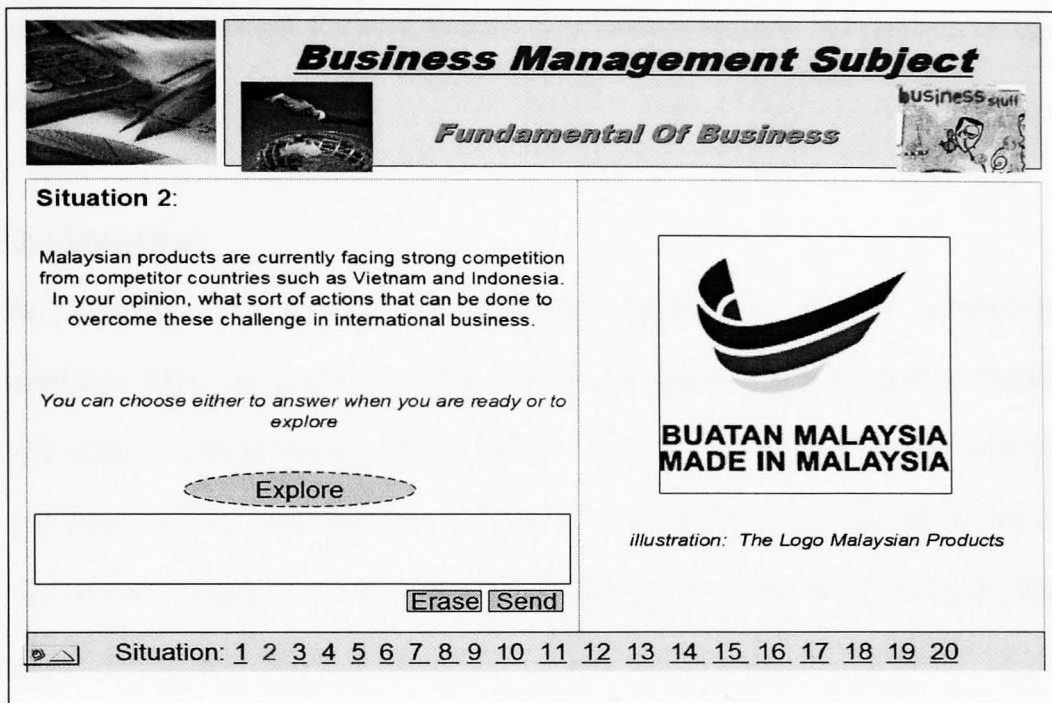 Business Management Subject
business stuff
Fundamental Of Business
Situation 2:
Malaysian products are currently facing strong competition
from competitor countries such as Vietnam and Indonesia.
In your opinion, what sort of actions that can be done to
overcome these challenge in international business.
You can choose either to answer when you are ready or to
explore
Explore
Erase Send
BUATAN MALAYSIA
MADE IN MALAYSIA
illustration: The Logo Malaysian Products
Situation: 1 2 3 4 5 6 7 8 9 10 11 12 13 14 15 16 17 18 19 20